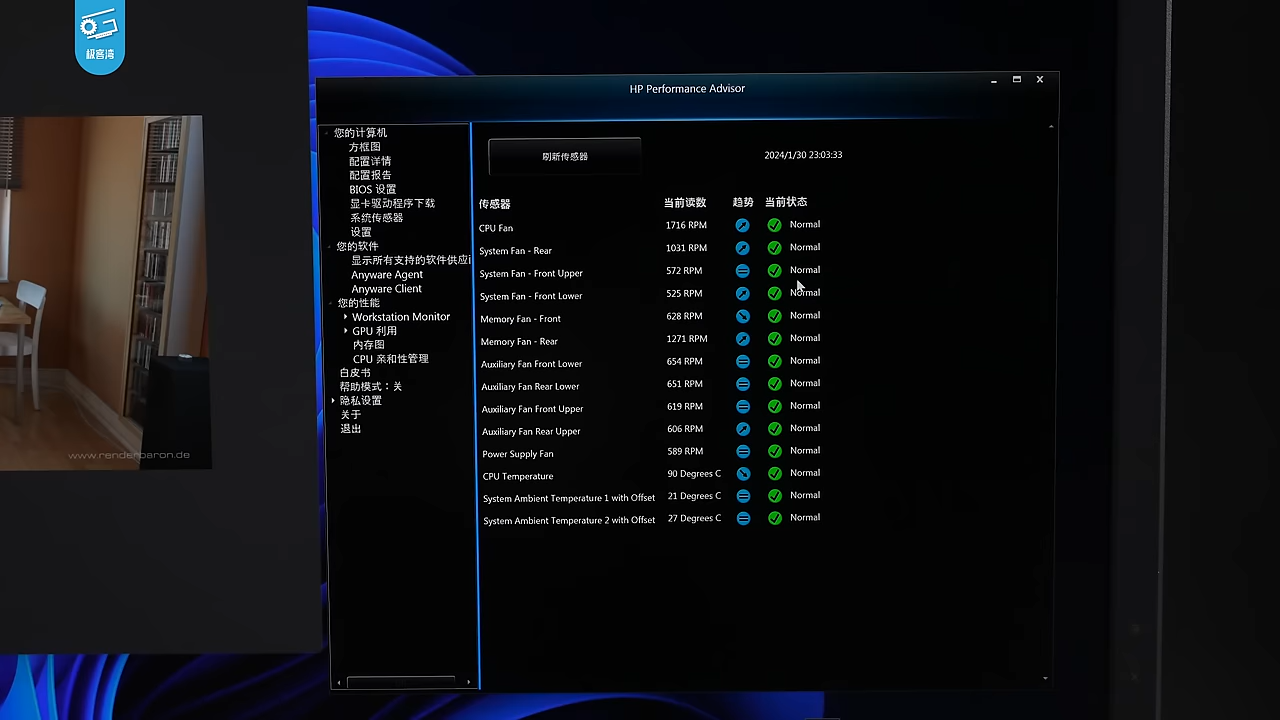 极客湾
HP Performance Advisor
您的计算机
方框图
配置详情
配置报告
BIOS 设置
显卡驱动程序下载
系统传感器
设置
您的软件
显示所有支持的软件供应
Anyware Agent
Anyware Client
您的性能
Workstation Monitor
GPU 利用
内存图
CPU 亲和性管理
白皮书
帮助模式：关
隐私设置
关于
退出
刷新传感器
2024/1/30 23:03:33
传感器 当前读数 趋势 当前状态
CPU Fan 1716 RPM Normal
System Fan - Rear 1031 RPM Normal
System Fan - Front Upper 572 RPM Normal
System Fan - Front Lower 525 RPM Normal
Memory Fan - Front 628 RPM Normal
Memory Fan - Rear 1271 RPM Normal
Auxiliary Fan Front Lower 654 RPM Normal
Auxiliary Fan Rear Lower 651 RPM Normal
Auxiliary Fan Front Upper 619 RPM Normal
Auxiliary Fan Rear Upper 606 RPM Normal
Power Supply Fan 589 RPM Normal
CPU Temperature 90 Degrees C Normal
System Ambient Temperature 1 with Offset 21 Degrees C Normal
System Ambient Temperature 2 with Offset 27 Degrees C Normal
www.renderbaron.de